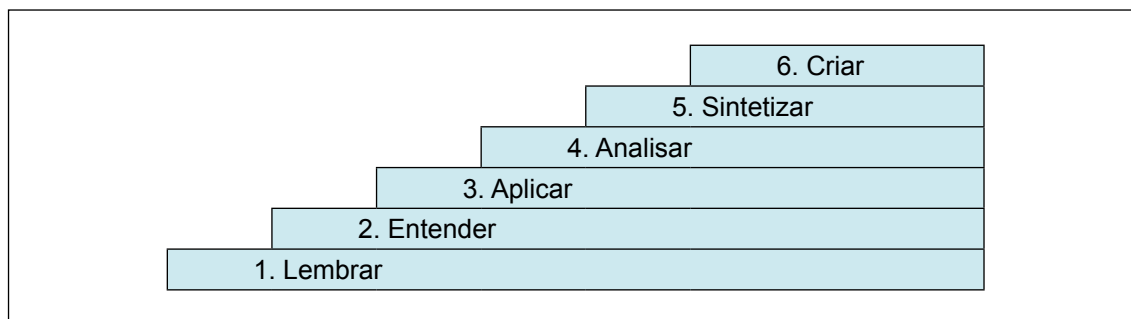 6. Criar
5. Sintetizar
4. Analisar
3. Aplicar
2. Entender
1. Lembrar